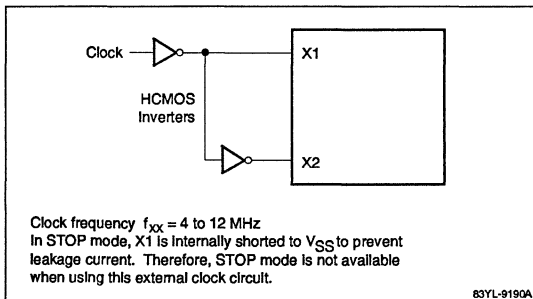 Clock
X1
HCMOS
Inverters
X2
Clock frequency fXX = 4 to 12 MHz
In STOP mode, X1 is internally shorted to VSS to prevent
leakage current. Therefore, STOP mode is not available
when using this external clock circuit.
83YL-9190A